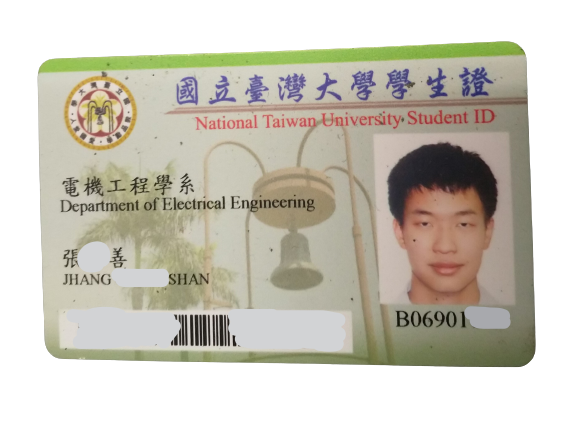 國立臺灣大學學生證
National Taiwan University Student ID
電機工程學系
Department of Electrical Engineering
張 善
JHANG SHAN
B06901